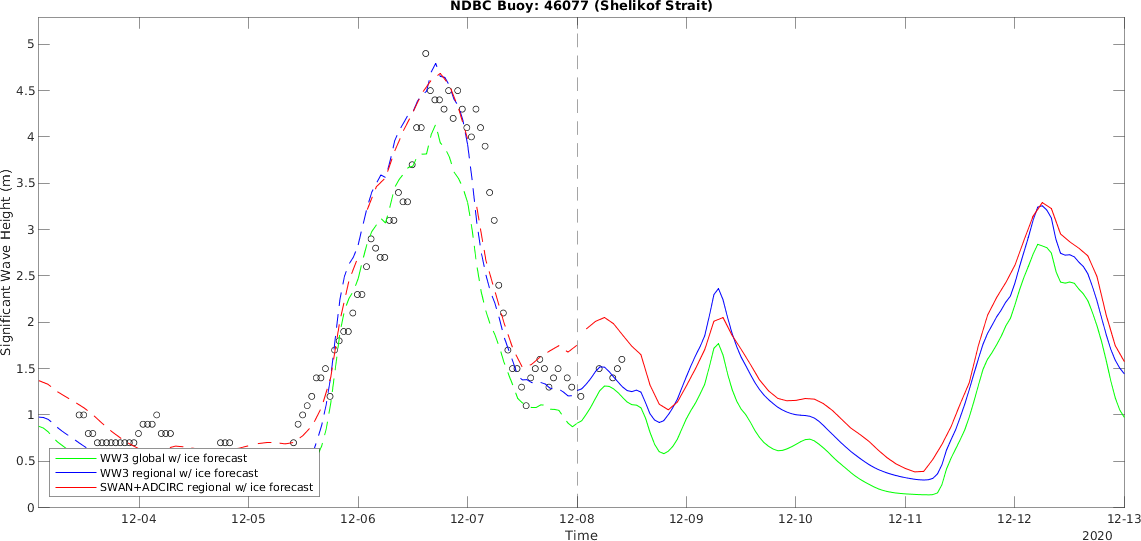 NDBC Buoy: 46077 (Shelikof Strait)
Significant Wave Height (m)
5
4.5
4
3.5
3
2.5
2
1.5
1
0.5
0
WW3 global w/ ice forecast
WW3 regional w/ ice forecast
SWAN+ADCIRC regional w/ ice forecast
12-04 12-05 12-06 12-07 12-08 12-09 12-10 12-11 12-12 12-13
Time
2020